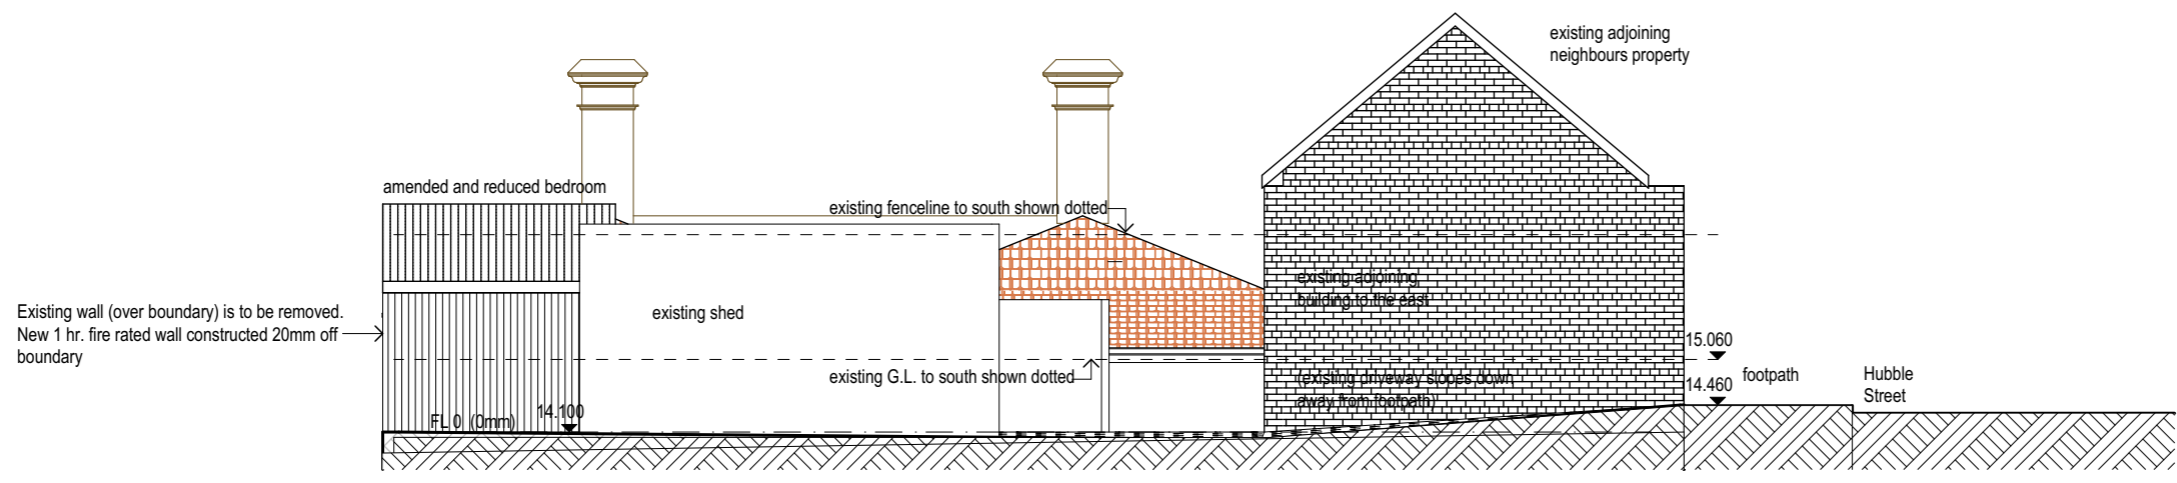 existing adjoining
neighbours property
amended and reduced bedroom
existing fenceline to south shown dotted
existing adjoining
building to the east
Existing wall (over boundary) is to be removed.
New 1 hr. fire rated wall constructed 20mm off
boundary
existing shed
15.060
existing G.L. to south shown dotted
(existing driveway slopes down
away from footpath)
14.460
footpath
Hubble
Street
FL 0 (0mm)
14.100